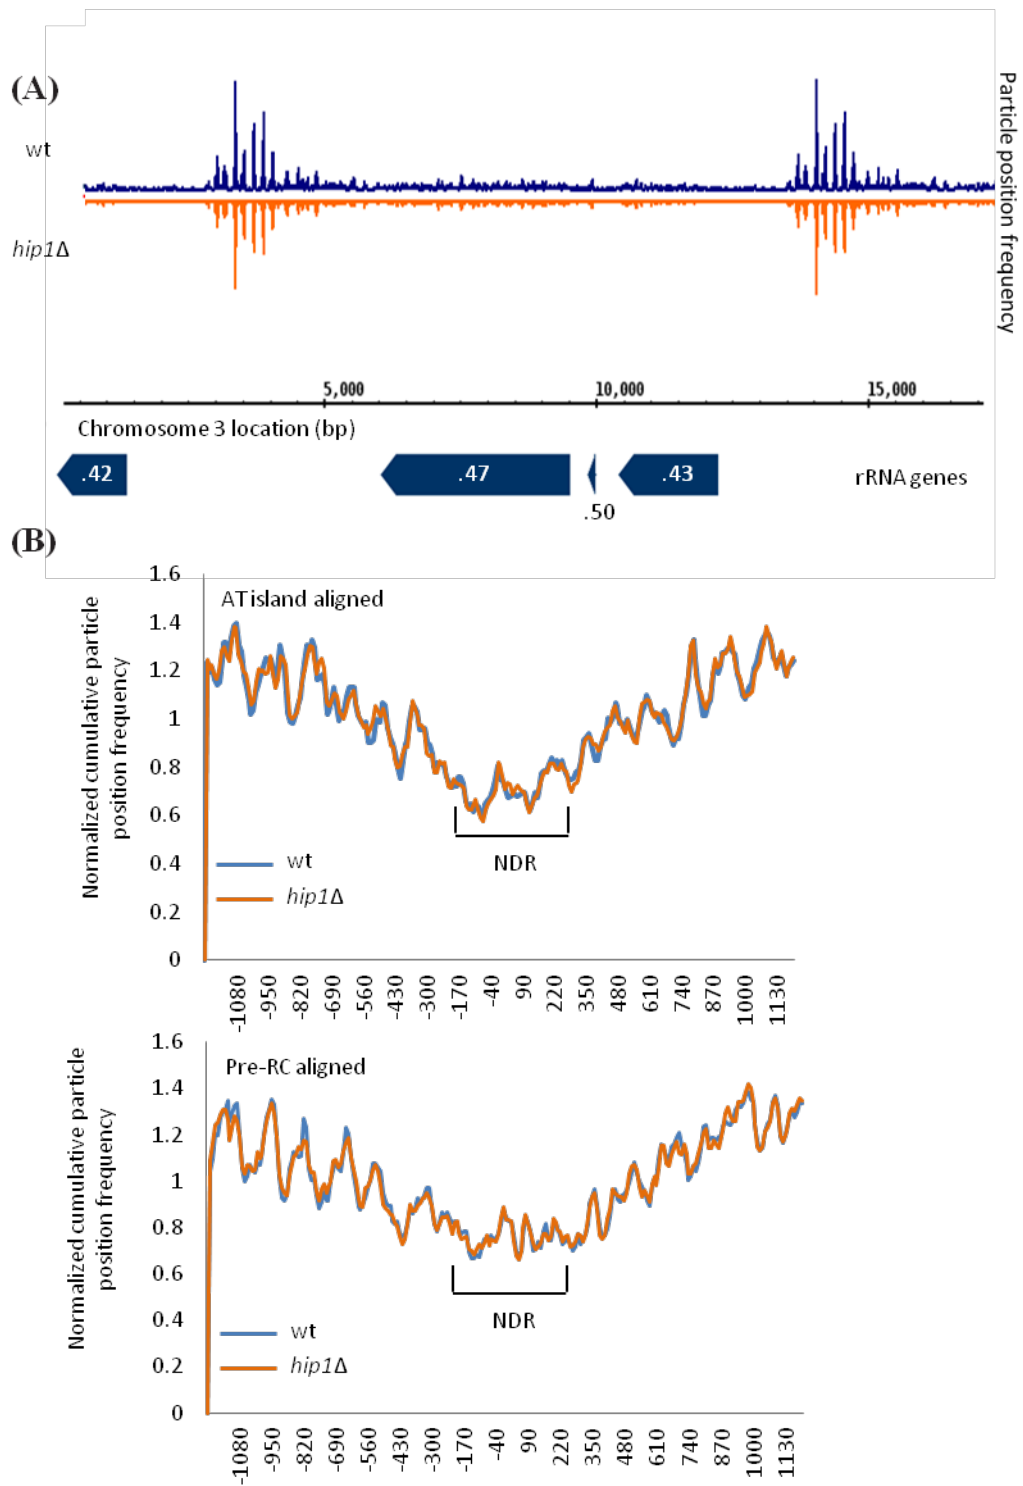 (A)
wt
hip1Δ
Particle position frequency
5,000 10,000 15,000
Chromosome 3 location (bp)
.42 .47 .43 rRNA genes
.50
(B)
AT island aligned
Normalized cumulative particle
position frequency
1.6
1.4
1.2
1
0.8
0.6
0.4
0.2
0
NDR
wt
hip1Δ
-1080 -950 -820 -690 -560 -430 -300 -170 -40 90 220 350 480 610 740 870 1000 1130
Pre-RC aligned
Normalized cumulative particle
position frequency
1.6
1.4
1.2
1
0.8
0.6
0.4
0.2
0
NDR
wt
hip1Δ
-1080 -950 -820 -690 -560 -430 -300 -170 -40 90 220 350 480 610 740 870 1000 1130